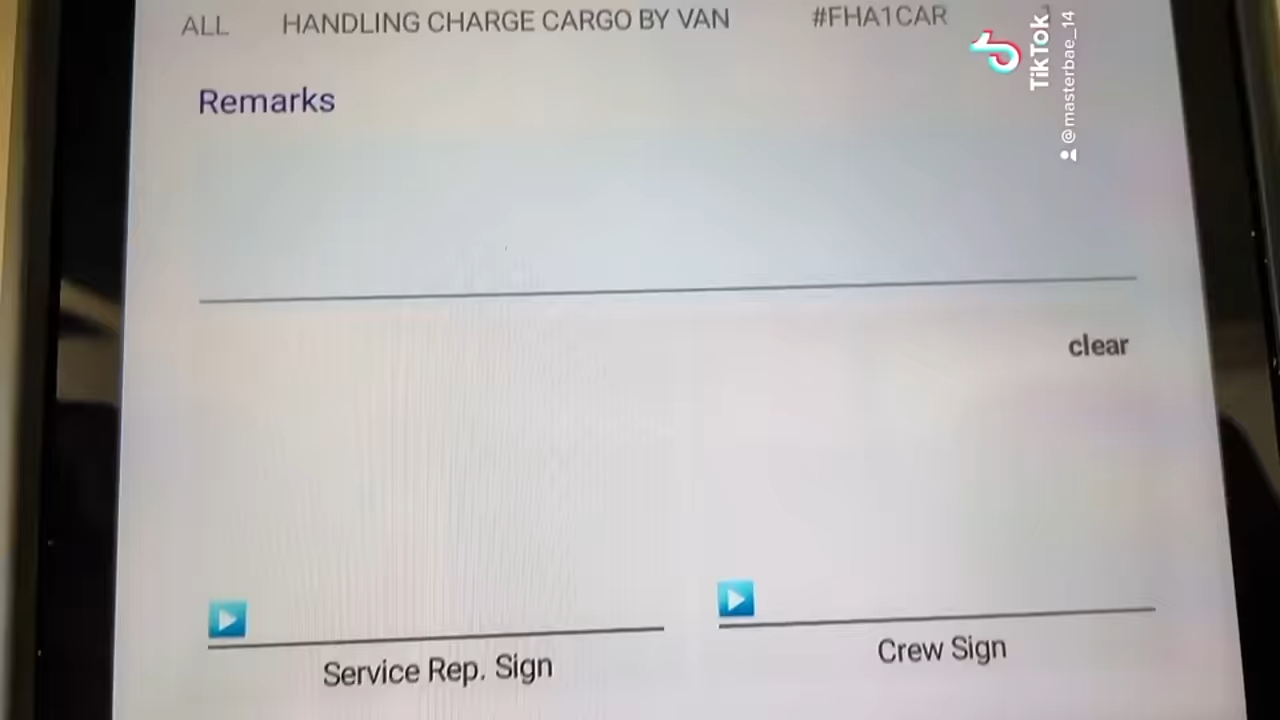 ALL HANDLING CHARGE CARGO BY VAN #FHA1CAR
Remarks
clear
Service Rep. Sign
Crew Sign
TikTok
@masterbae_14